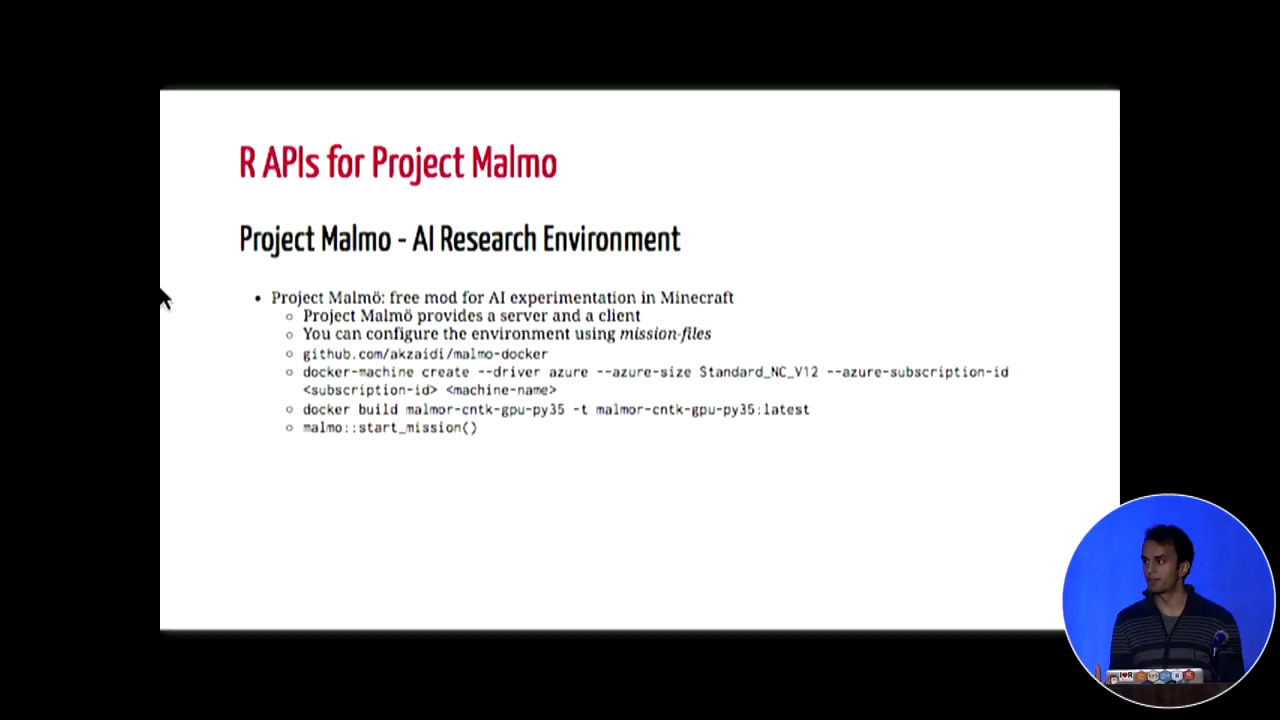 R APIs for Project Malmo
Project Malmo - AI Research Environment
• Project Malmö: free mod for AI experimentation in Minecraft
○ Project Malmö provides a server and a client
○ You can configure the environment using mission-files
○ github.com/akzaidi/malmo-docker
○ docker-machine create --driver azure --azure-size Standard_NC_V12 --azure-subscription-id
<subscription-id> <machine-name>
○ docker build malmor-cntk-gpu-py35 -t malmor-cntk-gpu-py35:latest
○ malmo::start_mission()
I♥R